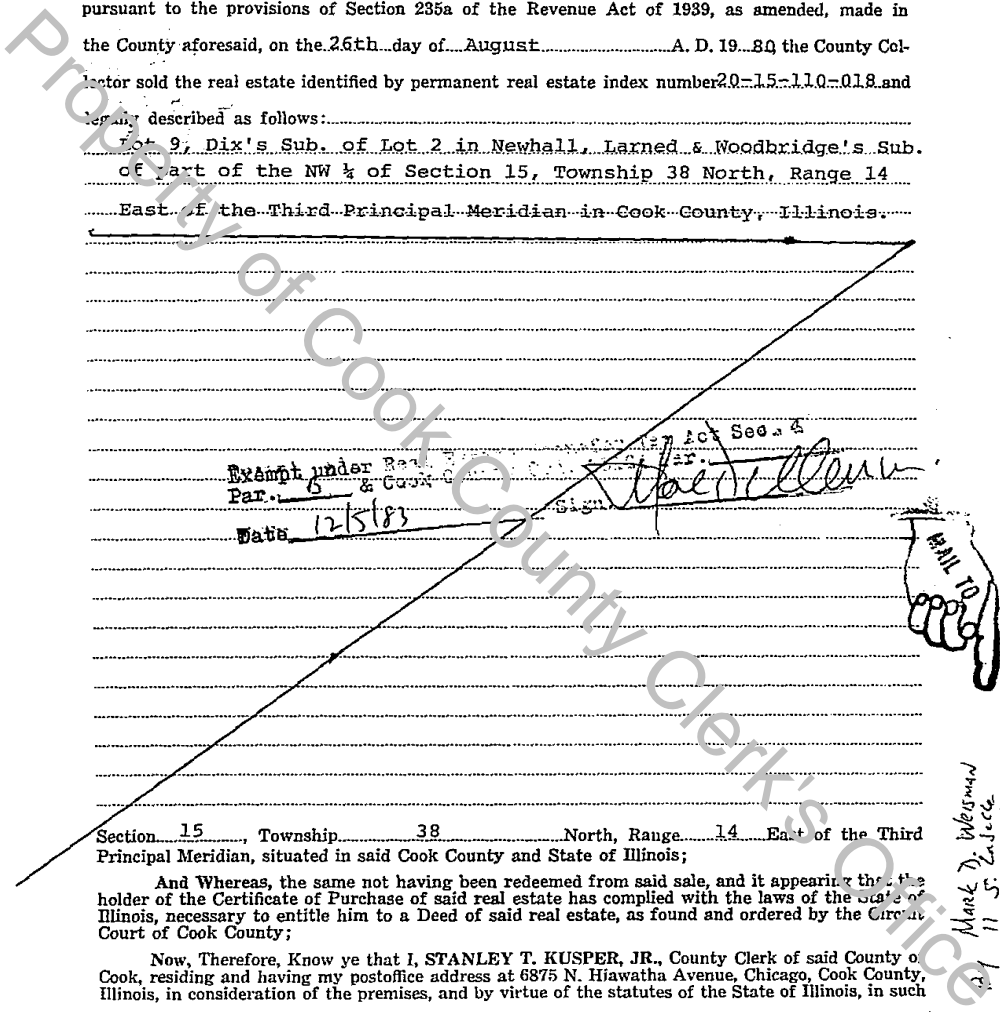 pursuant to the provisions of Section 235a of the Revenue Act of 1939, as amended, made in
the County aforesaid, on the 26th day of August A. D. 19 80 the County Col-
lector sold the real estate identified by permanent real estate index number 20-15-110-018 and
legally described as follows:
Lot 9, Dix's Sub. of Lot 2 in Newhall, Larned & Woodbridge's Sub.
of part of the NW ¼ of Section 15, Township 38 North, Range 14
East of the Third Principal Meridian in Cook County, Illinois.
Exempt under Real Act Sec. 4
Par. & Cook
Sign
Date 12/5/83
MAIL TO
Mark D. Weisman
11 S. LaSalle
Section 15, Township 38 North, Range 14 East of the Third
Principal Meridian, situated in said Cook County and State of Illinois;
And Whereas, the same not having been redeemed from said sale, and it appearing that the
holder of the Certificate of Purchase of said real estate has complied with the laws of the State of
Illinois, necessary to entitle him to a Deed of said real estate, as found and ordered by the Circuit
Court of Cook County;
Now, Therefore, Know ye that I, STANLEY T. KUSPER, JR., County Clerk of said County of
Cook, residing and having my postoffice address at 6875 N. Hiawatha Avenue, Chicago, Cook County,
Illinois, in consideration of the premises, and by virtue of the statutes of the State of Illinois, in such
Property of Cook County Clerk's Office